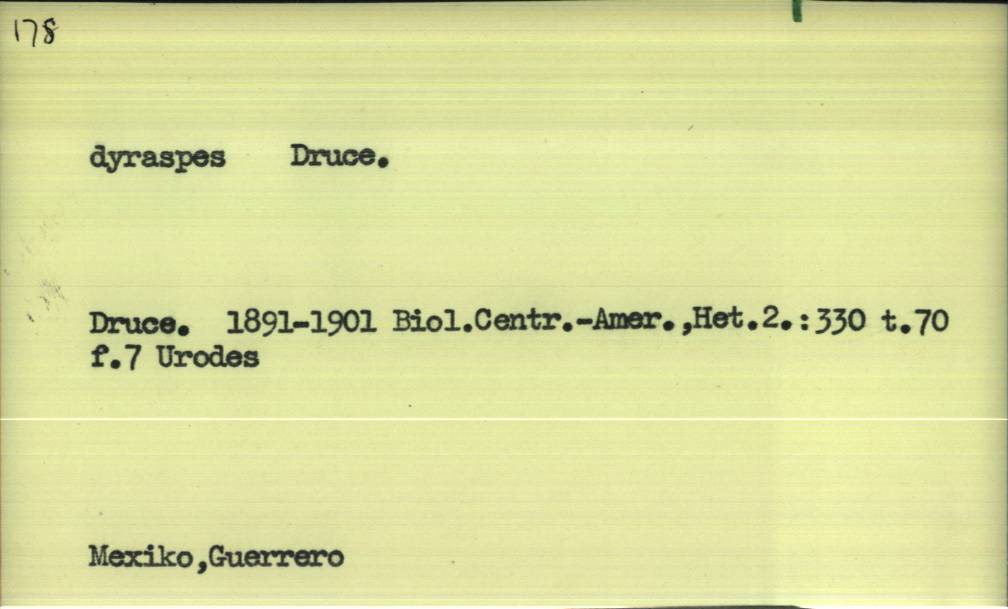 178
dyraspes Druce.
Druce. 1891-1901 Biol.Centr.-Amer.,Het.2.:330 t.70
f.7 Urodes
Mexiko,Guerrero